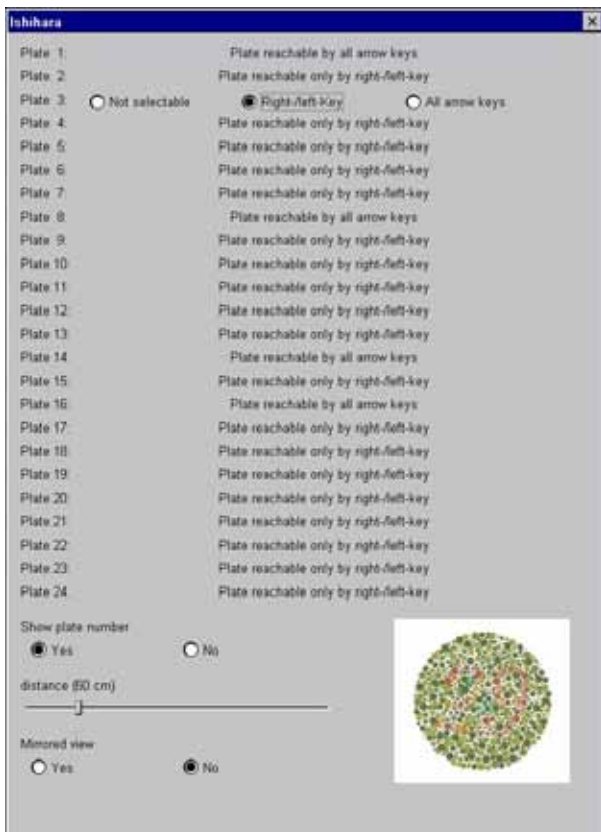 Ishihara
Plate 1: Plate reachable by all arrow keys
Plate 2: Plate reachable only by right-/left-key
Plate 3: Not selectable Right-/left-Key All arrow keys
Plate 4: Plate reachable only by right-/left-key
Plate 5: Plate reachable only by right-/left-key
Plate 6: Plate reachable only by right-/left-key
Plate 7: Plate reachable only by right-/left-key
Plate 8: Plate reachable by all arrow keys
Plate 9: Plate reachable only by right-/left-key
Plate 10: Plate reachable only by right-/left-key
Plate 11: Plate reachable only by right-/left-key
Plate 12: Plate reachable only by right-/left-key
Plate 13: Plate reachable only by right-/left-key
Plate 14: Plate reachable by all arrow keys
Plate 15: Plate reachable only by right-/left-key
Plate 16: Plate reachable by all arrow keys
Plate 17: Plate reachable only by right-/left-key
Plate 18: Plate reachable only by right-/left-key
Plate 19: Plate reachable only by right-/left-key
Plate 20: Plate reachable only by right-/left-key
Plate 21: Plate reachable only by right-/left-key
Plate 22: Plate reachable only by right-/left-key
Plate 23: Plate reachable only by right-/left-key
Plate 24: Plate reachable only by right-/left-key
Show plate number
Yes No
distance (60 cm)
Mirrored view
Yes No